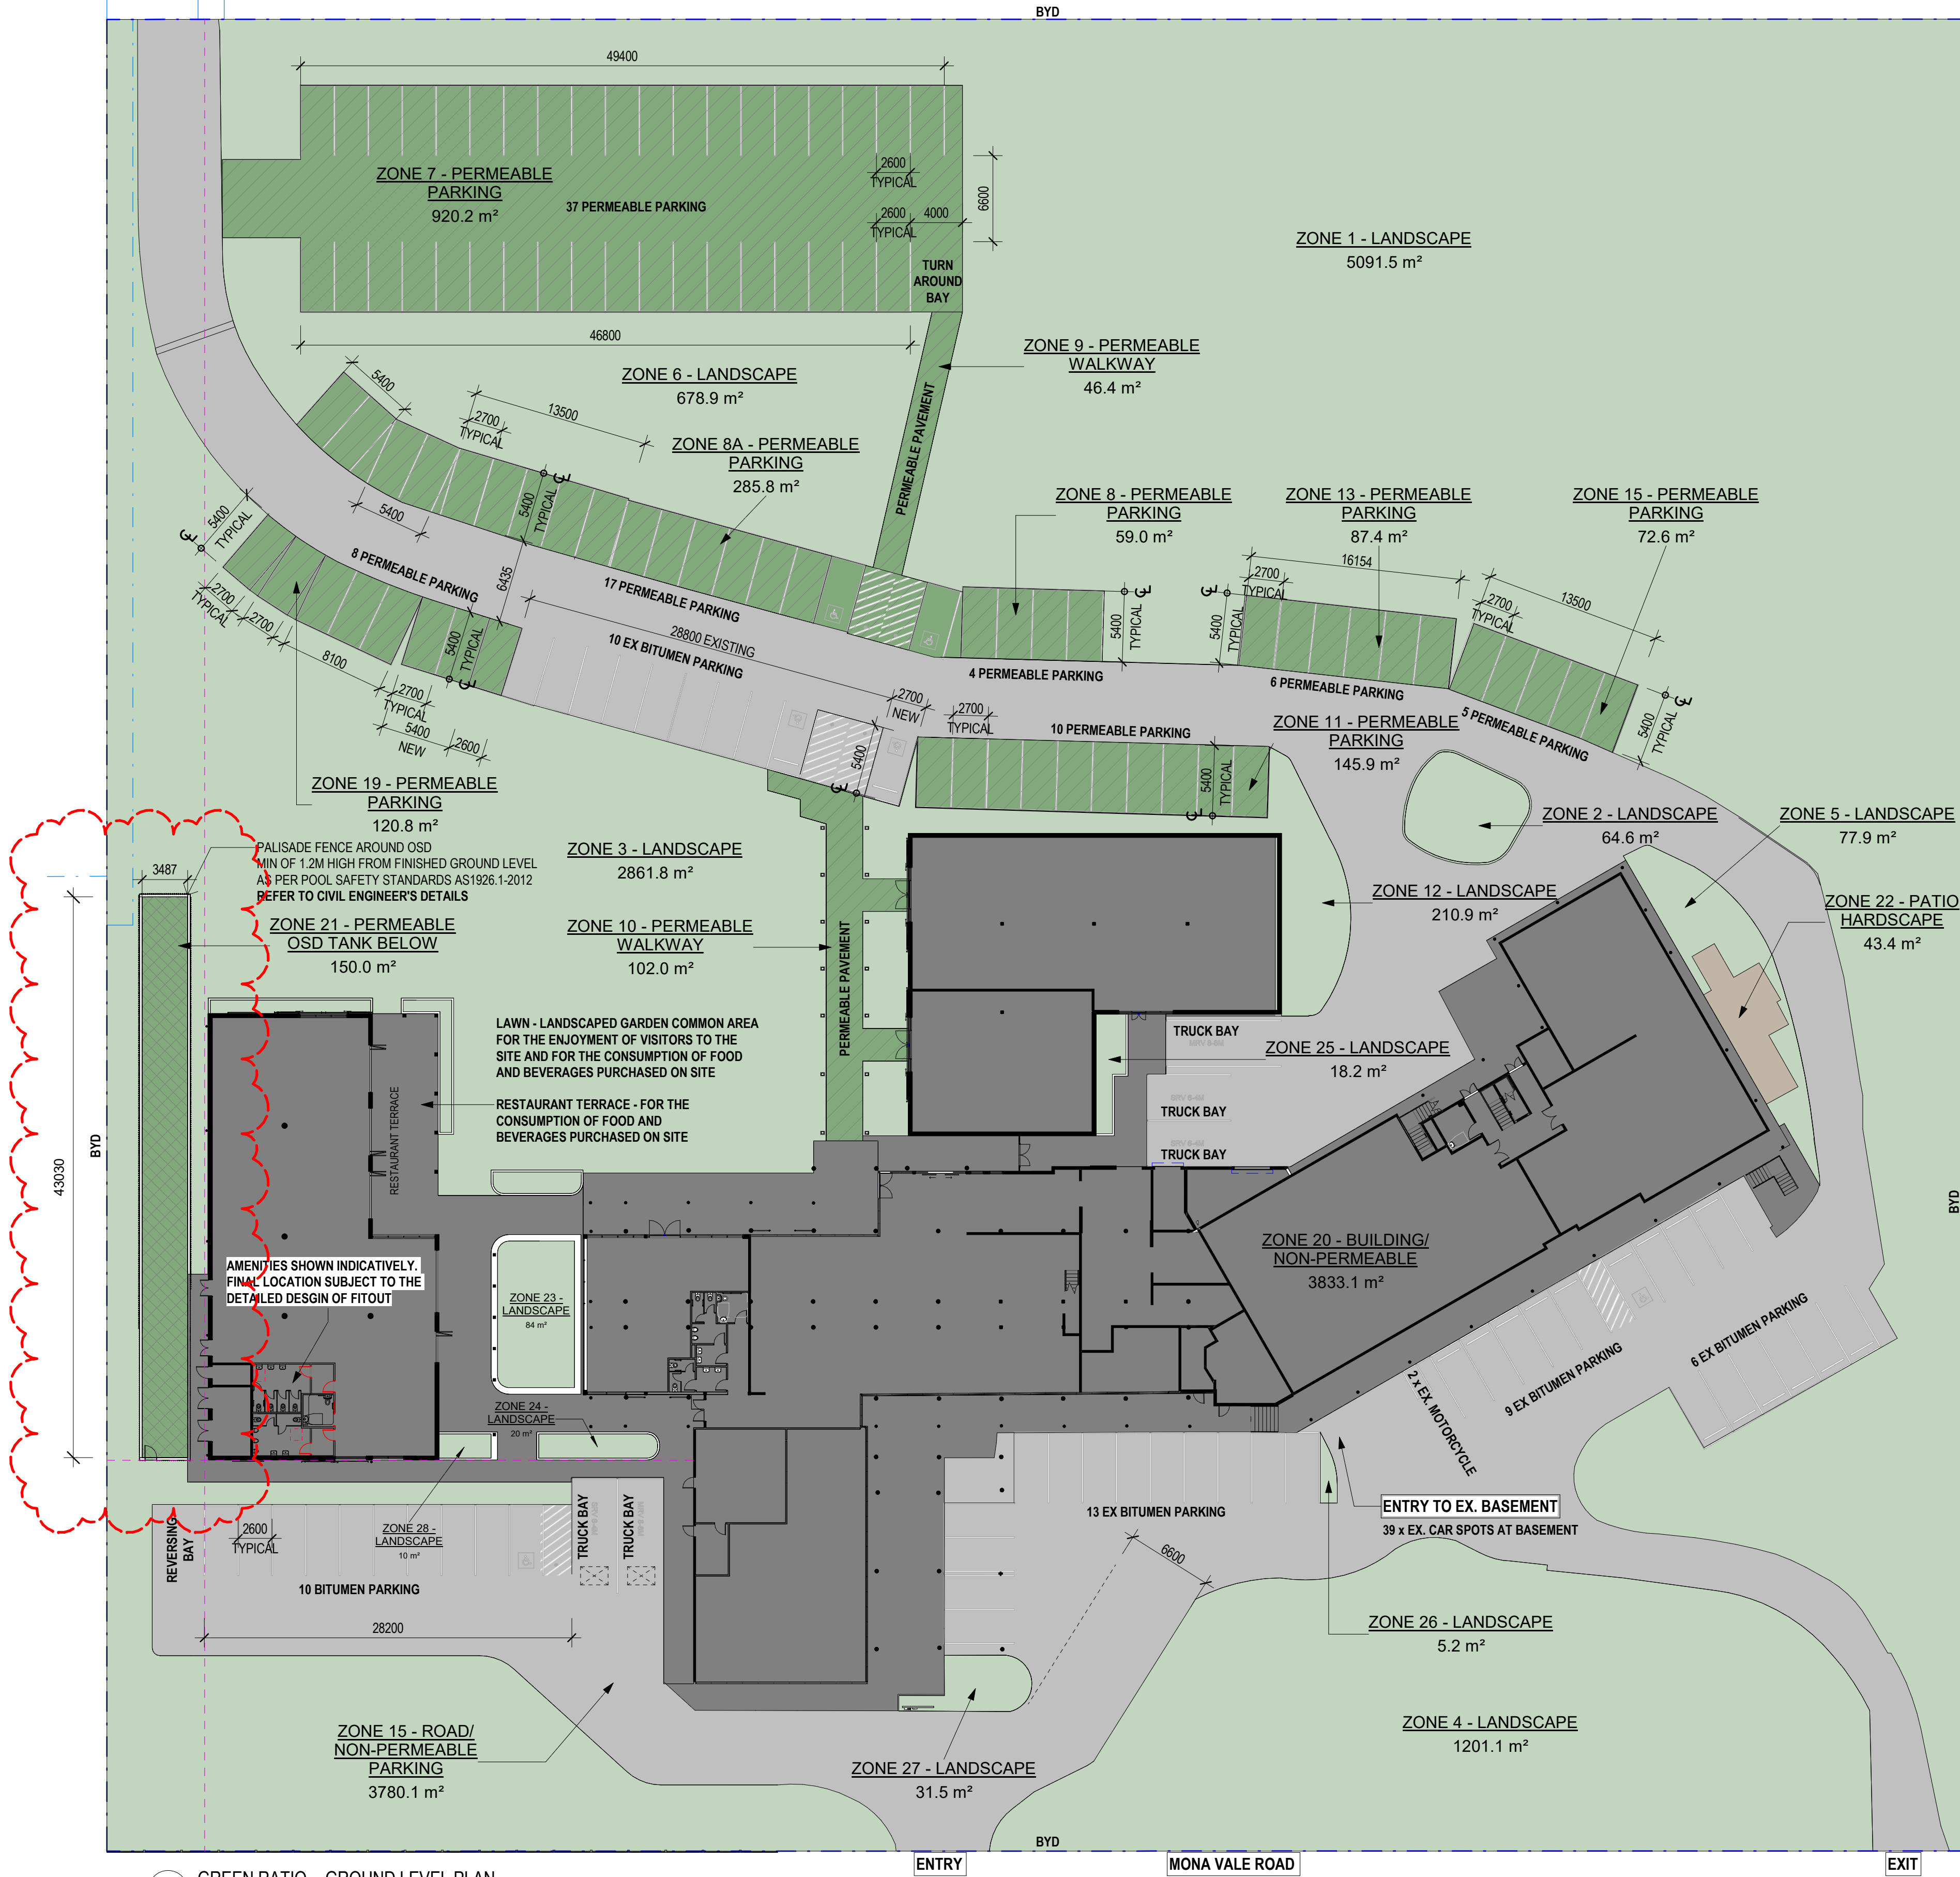 BYD
49400
ZONE 7 - PERMEABLE
PARKING
920.2 m²
37 PERMEABLE PARKING
2600
TYPICAL
6600
2600
4000
TYPICAL
TURN
AROUND
BAY
46800
ZONE 1 - LANDSCAPE
5091.5 m²
ZONE 9 - PERMEABLE
WALKWAY
46.4 m²
ZONE 6 - LANDSCAPE
678.9 m²
5400
13500
2700
TYPICAL
ZONE 8A - PERMEABLE
PARKING
285.8 m²
PERMEABLE PAVEMENT
5400
TYPICAL
5400
5400
TYPICAL
ZONE 8 - PERMEABLE
PARKING
59.0 m²
ZONE 13 - PERMEABLE
PARKING
87.4 m²
ZONE 15 - PERMEABLE
PARKING
72.6 m²
16154
2700
TYPICAL
13500
2700
TYPICAL
8 PERMEABLE PARKING
6435
17 PERMEABLE PARKING
28800 EXISTING
10 EX BITUMEN PARKING
5400
TYPICAL
5400
TYPICAL
4 PERMEABLE PARKING
6 PERMEABLE PARKING
5 PERMEABLE PARKING
5400
TYPICAL
2700
TYPICAL
2700
8100
5400
TYPICAL
2700
TYPICAL
5400
NEW
2600
2700
NEW
5400
2700
TYPICAL
10 PERMEABLE PARKING
5400
TYPICAL
ZONE 11 - PERMEABLE
PARKING
145.9 m²
ZONE 19 - PERMEABLE
PARKING
120.8 m²
ZONE 2 - LANDSCAPE
64.6 m²
ZONE 5 - LANDSCAPE
77.9 m²
PALISADE FENCE AROUND OSD
MIN OF 1.2M HIGH FROM FINISHED GROUND LEVEL
AS PER POOL SAFETY STANDARDS AS1926.1-2012
REFER TO CIVIL ENGINEER'S DETAILS
3487
ZONE 3 - LANDSCAPE
2861.8 m²
ZONE 12 - LANDSCAPE
210.9 m²
ZONE 22 - PATIO
HARDSCAPE
43.4 m²
ZONE 21 - PERMEABLE
OSD TANK BELOW
150.0 m²
ZONE 10 - PERMEABLE
WALKWAY
102.0 m²
PERMEABLE PAVEMENT
LAWN - LANDSCAPED GARDEN COMMON AREA
FOR THE ENJOYMENT OF VISITORS TO THE
SITE AND FOR THE CONSUMPTION OF FOOD
AND BEVERAGES PURCHASED ON SITE
RESTAURANT TERRACE - FOR THE
CONSUMPTION OF FOOD AND
BEVERAGES PURCHASED ON SITE
RESTAURANT TERRACE
TRUCK BAY
ZONE 25 - LANDSCAPE
18.2 m²
TRUCK BAY
TRUCK BAY
BYD
43030
BYD
AMENITIES SHOWN INDICATIVELY.
FINAL LOCATION SUBJECT TO THE
DETAILED DESGIN OF FITOUT
ZONE 23 -
LANDSCAPE
84 m²
ZONE 20 - BUILDING/
NON-PERMEABLE
3833.1 m²
ZONE 24 -
LANDSCAPE
20 m²
2 x EX. MOTORCYCLE
9 EX BITUMEN PARKING
6 EX BITUMEN PARKING
REVERSING
BAY
2600
TYPICAL
ZONE 28 -
LANDSCAPE
10 m²
10 BITUMEN PARKING
TRUCK BAY
TRUCK BAY
13 EX BITUMEN PARKING
ENTRY TO EX. BASEMENT
39 x EX. CAR SPOTS AT BASEMENT
6600
28200
ZONE 26 - LANDSCAPE
5.2 m²
ZONE 15 - ROAD/
NON-PERMEABLE
PARKING
3780.1 m²
ZONE 27 - LANDSCAPE
31.5 m²
ZONE 4 - LANDSCAPE
1201.1 m²
BYD
ENTRY
MONA VALE ROAD
EXIT
GREEN RATIO - GROUND LEVEL PLAN